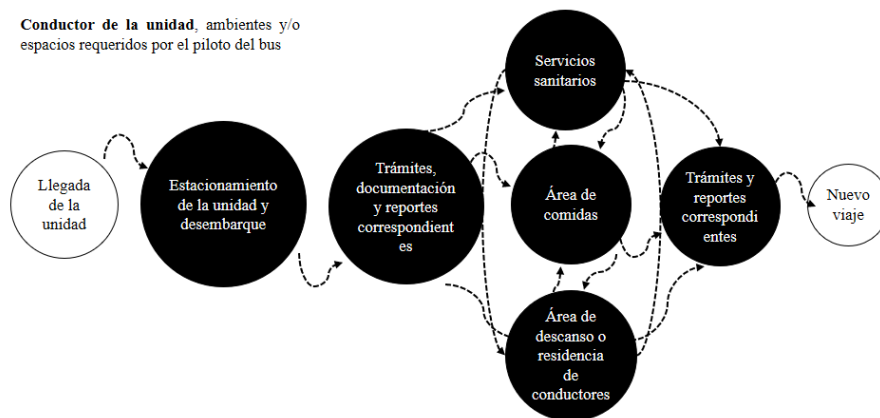 Conductor de la unidad, ambientes y/o
espacios requeridos por el piloto del bus
Llegada
de la
unidad
Estacionamiento
de la unidad y
desembarque
Trámites,
documentación
y reportes
correspondient
es
Servicios
sanitarios
Área de
comidas
Área de
descanso o
residencia
de
conductores
Trámites y
reportes
correspondi
entes
Nuevo
viaje